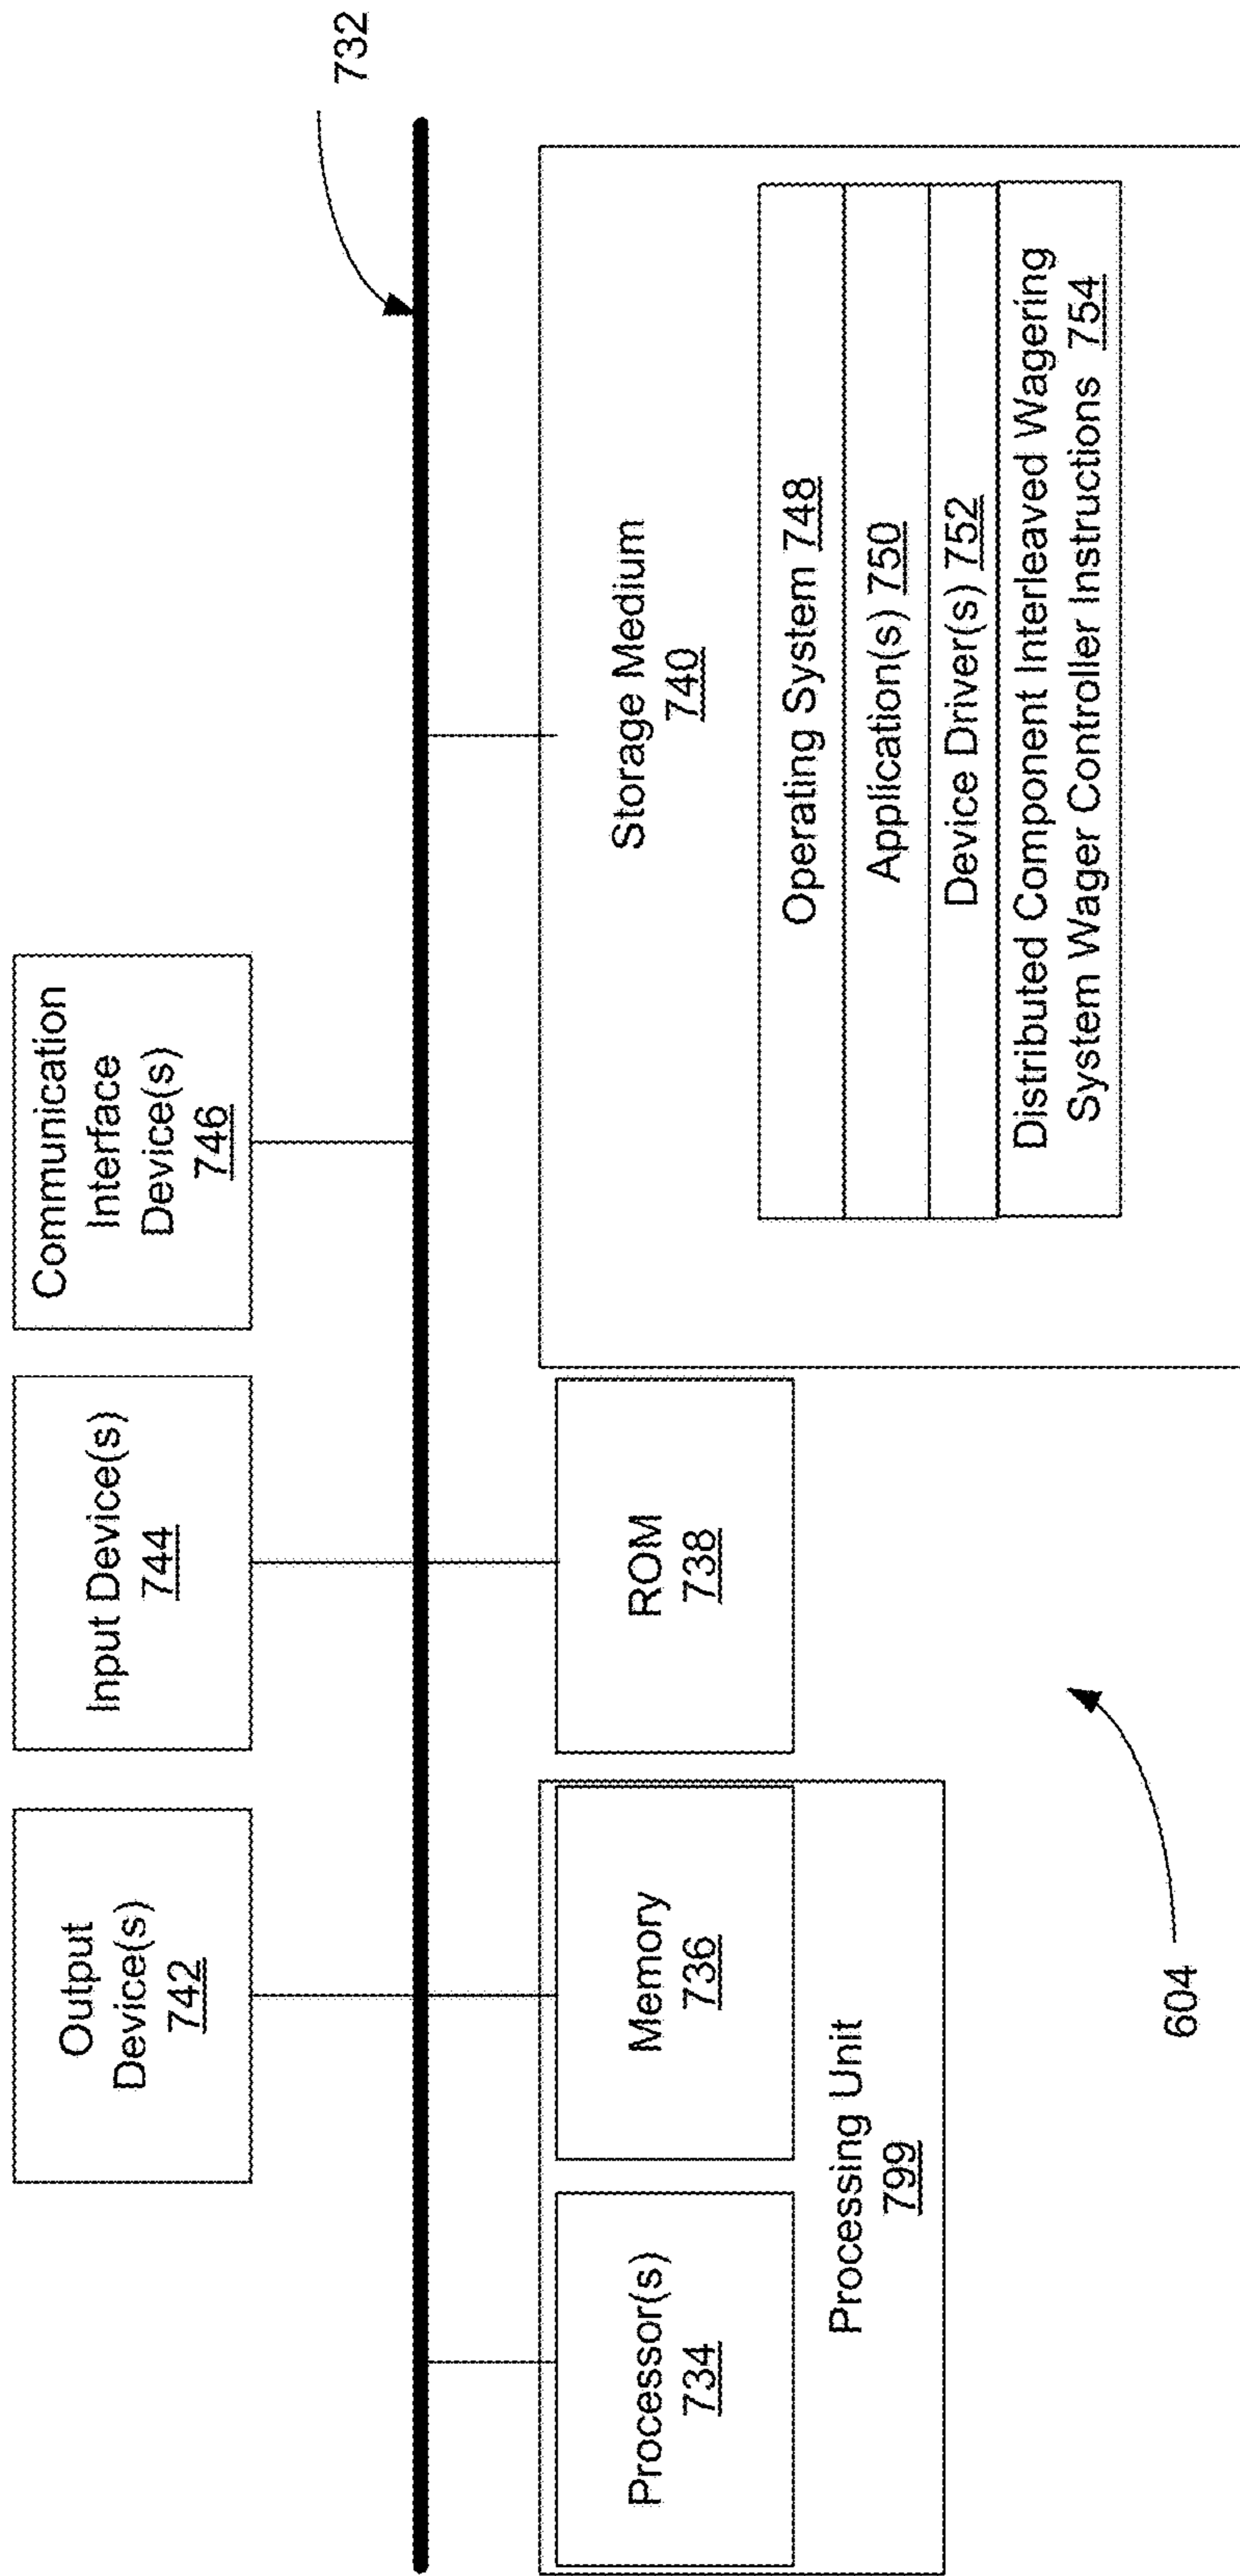 732
Output
Device(s)
742
Input Device(s)
744
Communication
Interface
Device(s)
746
Processor(s)
734
Memory
736
Processing Unit
799
ROM
738
Storage Medium
740
Operating System 748
Application(s) 750
Device Driver(s) 752
Distributed Component Interleaved Wagering
System Wager Controller Instructions 754
604